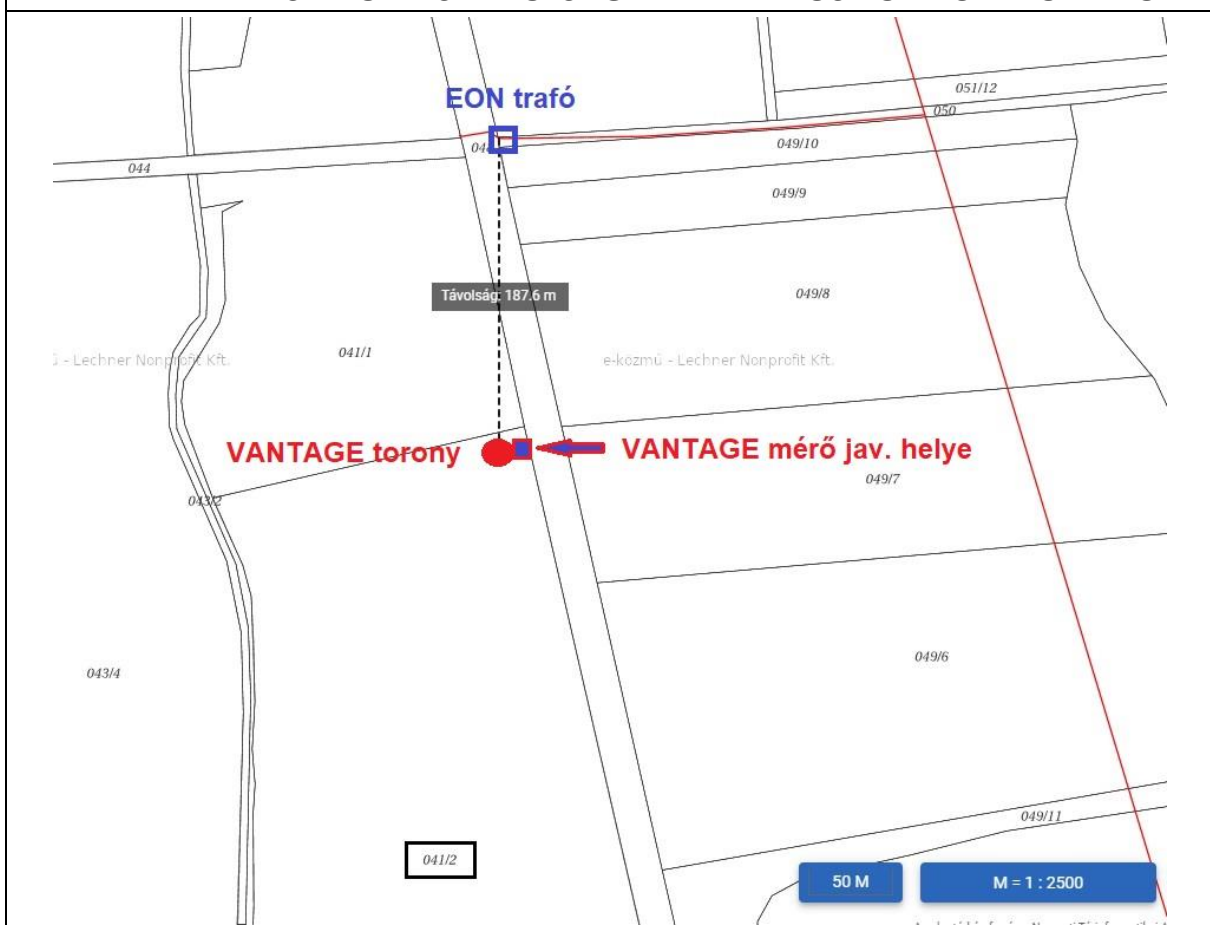 051/12
EON trafó
050
044
049/10
044
049/9
Távolság: 187.6 m
049/8
041/1
- Lechner Nonprofit Kft.
e-közmű - Lechner Nonprofit Kft.
VANTAGE torony
VANTAGE mérő jav. helye
049/7
043/2
049/6
043/4
049/11
041/2
50 M
M = 1 : 2500